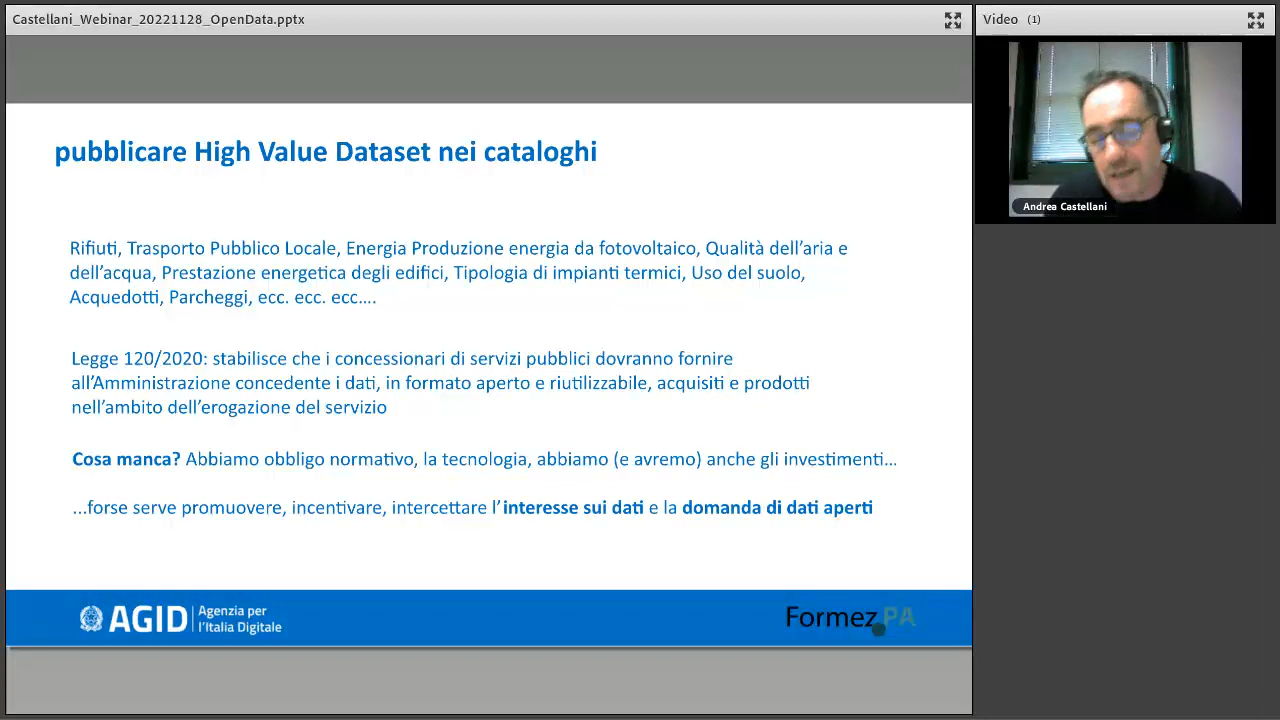 Castellani_Webinar_20221128_OpenData.pptx
Video (1)
Andrea Castellani
pubblicare High Value Dataset nei cataloghi
Rifiuti, Trasporto Pubblico Locale, Energia Produzione energia da fotovoltaico, Qualità dell’aria e
dell’acqua, Prestazione energetica degli edifici, Tipologia di impianti termici, Uso del suolo,
Acquedotti, Parcheggi, ecc. ecc. ecc….
Legge 120/2020: stabilisce che i concessionari di servizi pubblici dovranno fornire
all’Amministrazione concedente i dati, in formato aperto e riutilizzabile, acquisiti e prodotti
nell’ambito dell’erogazione del servizio
Cosa manca? Abbiamo obbligo normativo, la tecnologia, abbiamo (e avremo) anche gli investimenti…
...forse serve promuovere, incentivare, intercettare l’interesse sui dati e la domanda di dati aperti
AGID
Agenzia per
l’Italia Digitale
Formez PA